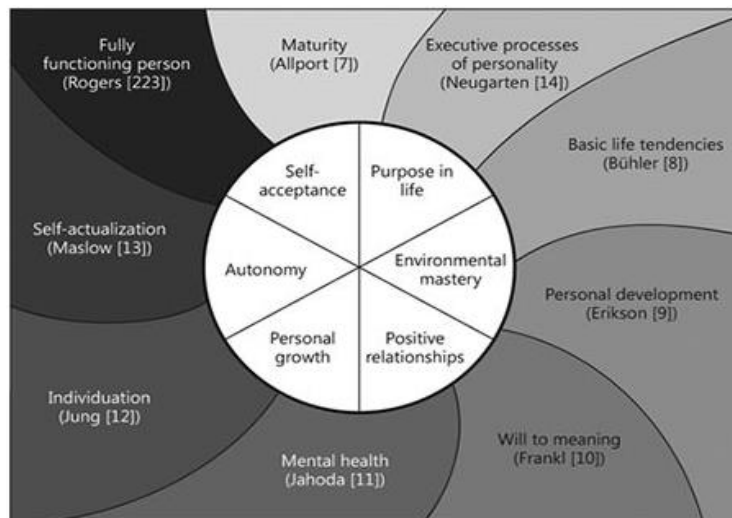 Fully
functioning person
(Rogers [223])
Maturity
(Allport [7])
Executive processes
of personality
(Neugarten [14])
Basic life tendencies
(Bühler [8])
Personal development
(Erikson [9])
Will to meaning
(Frankl [10])
Mental health
(Jahoda [11])
Individuation
(Jung [12])
Self-actualization
(Maslow [13])
Self-
acceptance
Purpose in
life
Environmental
mastery
Positive
relationships
Personal
growth
Autonomy